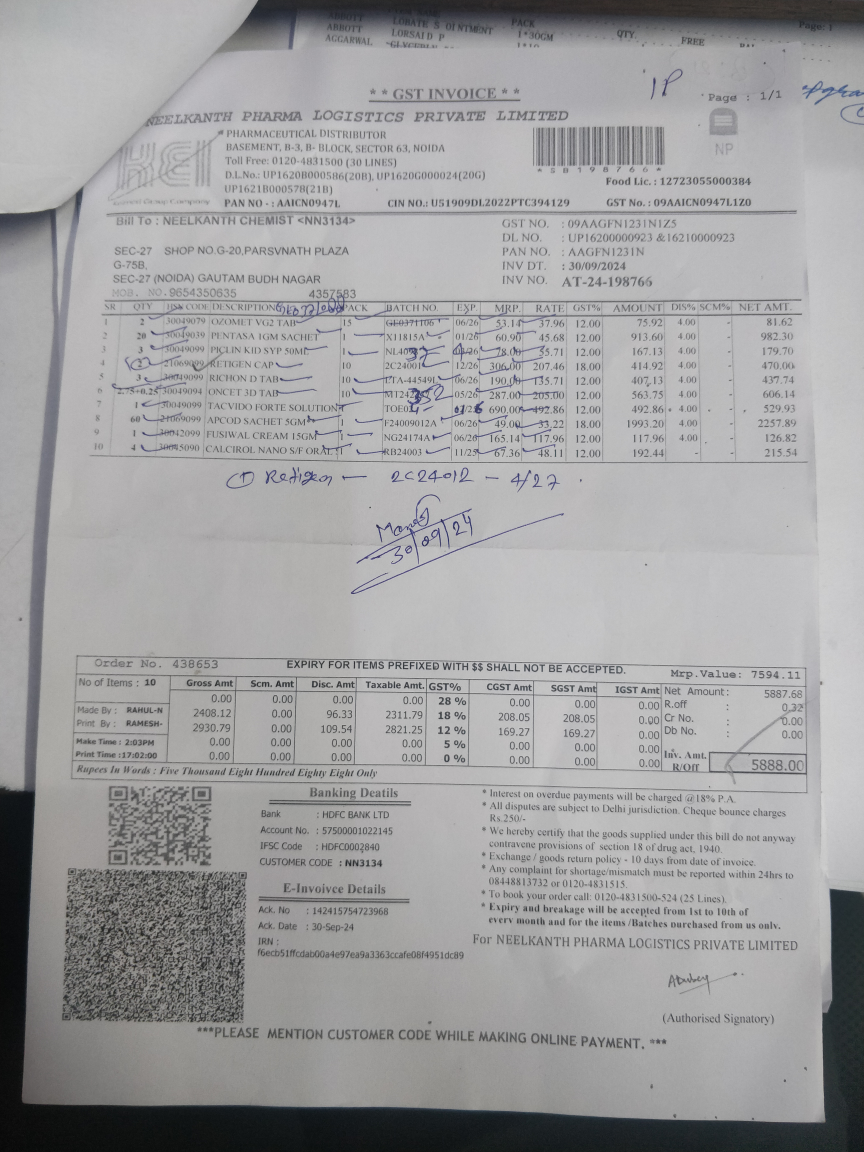 ABBOTT LOBATE S OINTMENT PACK
ABBOTT LORSAID P 1*30GM QTY. FREE
AGGARWAL 1*10
Page: 1
1P
* * GST INVOICE * *
Page : 1/1
NEELKANTH PHARMA LOGISTICS PRIVATE LIMITED
PHARMACEUTICAL DISTRIBUTOR
BASEMENT, B-3, B- BLOCK, SECTOR 63, NOIDA
Toll Free: 0120-4831500 (30 LINES)
D.L.No.: UP1620B000586(20B), UP1620G000024(20G)
UP1621B000578(21B)
*SB198766*
NP
Food Lic. : 12723055000384
PAN NO - : AAICN0947L CIN NO.: U51909DL2022PTC394129 GST No. : 09AAICN0947L1Z0
Bill To : NEELKANTH CHEMIST <NN3134>
SEC-27 SHOP NO.G-20,PARSVNATH PLAZA
G-75B,
SEC-27 (NOIDA) GAUTAM BUDH NAGAR
MOB. NO.9654350635 4357583
GST NO. : 09AAGFN1231N1Z5
DL NO. : UP16200000923 &16210000923
PAN NO. : AAGFN1231N
INV DT. : 30/09/2024
INV NO. AT-24-198766
SR QTY HSN CODE DESCRIPTION PACK BATCH NO. EXP. MRP. RATE GST% AMOUNT DIS% SCM% NET AMT.
1 2 30049079 OZOMET VG2 TAB 15 GE0371106 06/26 53.14 37.96 12.00 75.92 4.00 - 81.62
2 20 30049039 PENTASA 1GM SACHET 1 X11815A 01/26 60.90 45.68 12.00 913.60 4.00 - 982.30
3 3 30049099 PICLIN KID SYP 50ML 1 78.00 55.71 12.00 167.13 4.00 - 179.70
4 21069099 RETIGEN CAP 10 2C24001 12/26 306.00 207.46 18.00 414.92 4.00 - 470.00
5 3 30049099 RICHON D TAB 10 LTA-44549 06/26 190.00 135.71 12.00 407.13 4.00 - 437.74
6 2.75+0.25 30049094 ONCET 3D TAB 10 05/26 287.00 205.00 12.00 563.75 4.00 - 606.14
7 1 30049099 TACVIDO FORTE SOLUTION 1 690.00 492.86 12.00 492.86 4.00 - 529.93
8 60 21069099 APCOD SACHET 5GM 1 F24009012A 06/26 49.00 33.22 18.00 1993.20 4.00 - 2257.89
9 1 30042099 FUSIWAL CREAM 15GM 1 NG24174A 06/26 165.14 117.96 12.00 117.96 4.00 - 126.82
10 4 30045090 CALCIROL NANO S/F ORAL 1 RB24003 11/25 67.36 48.11 12.00 192.44 - - 215.54
① Retigen — 2C24012 - 4/27
30/09/24
Order No. 438653 EXPIRY FOR ITEMS PREFIXED WITH $$ SHALL NOT BE ACCEPTED. Mrp.Value: 7594.11
No of Items : 10 Gross Amt Scm. Amt Disc. Amt Taxable Amt. GST% CGST Amt SGST Amt IGST Amt Net Amount : 5887.68
0.00 0.00 0.00 0.00 28 % 0.00 0.00 0.00 R.off 0.32
Made By : RAHUL-N 2408.12 0.00 96.33 2311.79 18 % 208.05 208.05 0.00 Cr No. 0.00
Print By : RAMESH- 2930.79 0.00 109.54 2821.25 12 % 169.27 169.27 0.00 Db No. 0.00
Make Time : 2:03PM 0.00 0.00 0.00 0.00 5 % 0.00 0.00 0.00
Print Time :17:02:00 0.00 0.00 0.00 0.00 0 % 0.00 0.00 0.00 Inv. Amt. R/Off 5888.00
Rupees In Words : Five Thousand Eight Hundred Eighty Eight Only
Banking Deatils
Bank : HDFC BANK LTD
Account No. : 57500001022145
IFSC Code : HDFC0002840
CUSTOMER CODE : NN3134
E-Invoivce Details
Ack. No : 142415754723968
Ack. Date : 30-Sep-24
IRN :
f6ecb51ffcdab00a4e97ea9a3363ccafe08f4951dc89
* Interest on overdue payments will be charged @18% P.A.
* All disputes are subject to Delhi jurisdiction. Cheque bounce charges
Rs.250/-
* We hereby certify that the goods supplied under this bill do not anyway
contravene provisions of section 18 of drug act, 1940.
* Exchange / goods return policy - 10 days from date of invoice.
* Any complaint for shortage/mismatch must be reported within 24hrs to
08448813732 or 0120-4831515.
* To book your order call: 0120-4831500-524 (25 Lines).
* Expiry and breakage will be accepted from 1st to 10th of
every month and for the items /Batches purchased from us only.
For NEELKANTH PHARMA LOGISTICS PRIVATE LIMITED
(Authorised Signatory)
***PLEASE MENTION CUSTOMER CODE WHILE MAKING ONLINE PAYMENT. ***